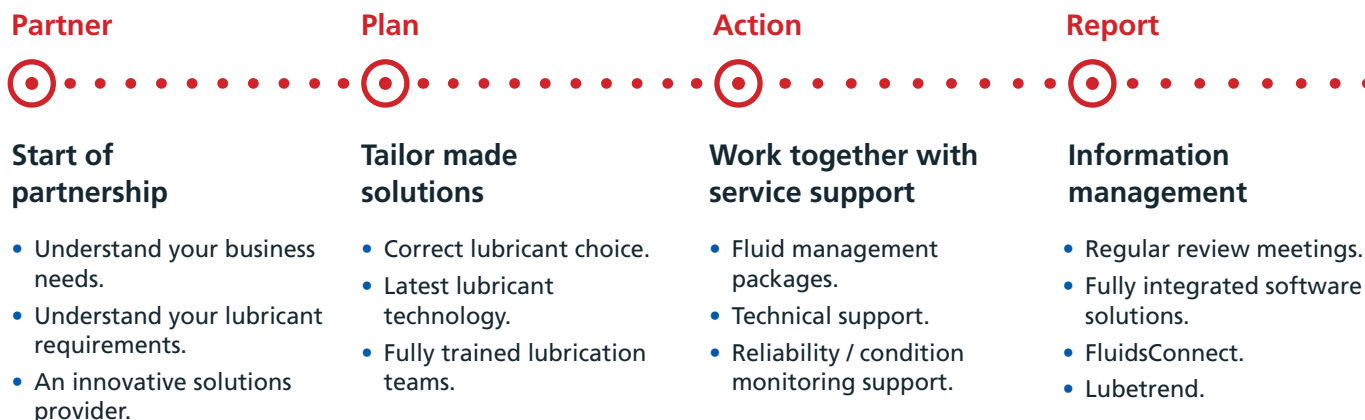 Partner
Start of
partnership
• Understand your business
needs.
• Understand your lubricant
requirements.
• An innovative solutions
provider.
Plan
Tailor made
solutions
• Correct lubricant choice.
• Latest lubricant
technology.
• Fully trained lubrication
teams.
Action
Work together with
service support
• Fluid management
packages.
• Technical support.
• Reliability / condition
monitoring support.
Report
Information
management
• Regular review meetings.
• Fully integrated software
solutions.
• FluidsConnect.
• Lubetrend.